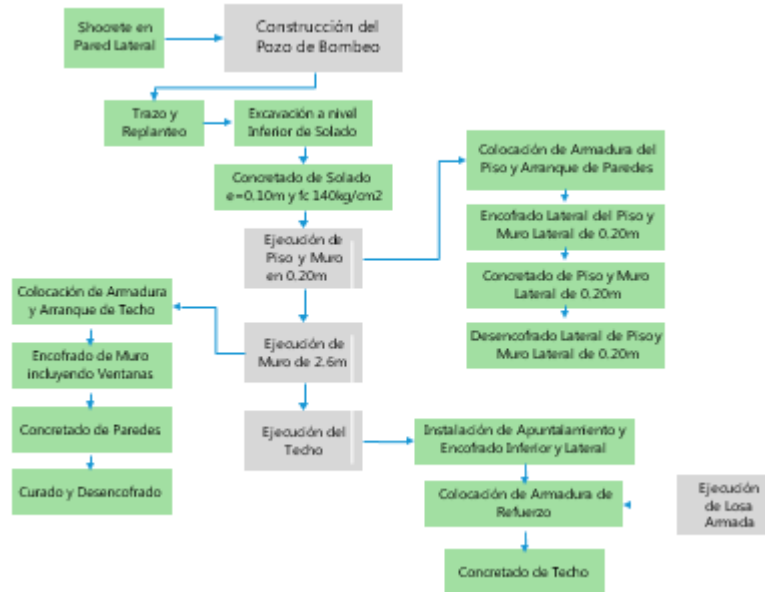 Shocrete en
Pared Lateral
Construcción del
Pozo de Bombeo
Trazo y
Replanteo
Excavación a nivel
Inferior de Solado
Concretado de Solado
e=0.10m y fc 140kg/cm2
Ejecución de
Piso y Muro
en 0.20m
Ejecución
de Muro de 2.6m
Ejecución del
Techo
Colocación de Armadura del
Piso y Arranque de Paredes
Encofrado Lateral del Piso y
Muro Lateral de 0.20m
Concretado de Piso y Muro
Lateral de 0.20m
Desencofrado Lateral de Piso y
Muro Lateral de 0.20m
Colocación de Armadura
y Arranque de Techo
Encofrado de Muro
incluyendo Ventanas
Concretado de Paredes
Curado y Desencofrado
Instalación de Apuntalamiento y
Encofrado Inferior y Lateral
Colocación de Armadura de
Refuerzo
Concretado de Techo
Ejecución
de Losa
Armada